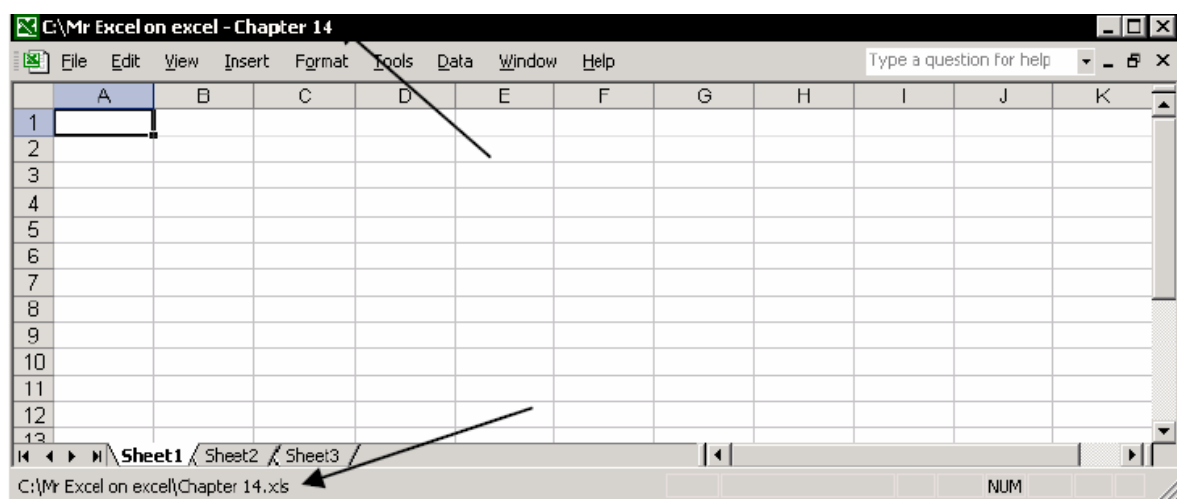 C:\Mr Excel on excel - Chapter 14
File Edit View Insert Format Tools Data Window Help Type a question for help
A B C D E F G H I J K
1
2
3
4
5
6
7
8
9
10
11
12
13
Sheet1 Sheet2 Sheet3
C:\Mr Excel on excel\Chapter 14.xls NUM